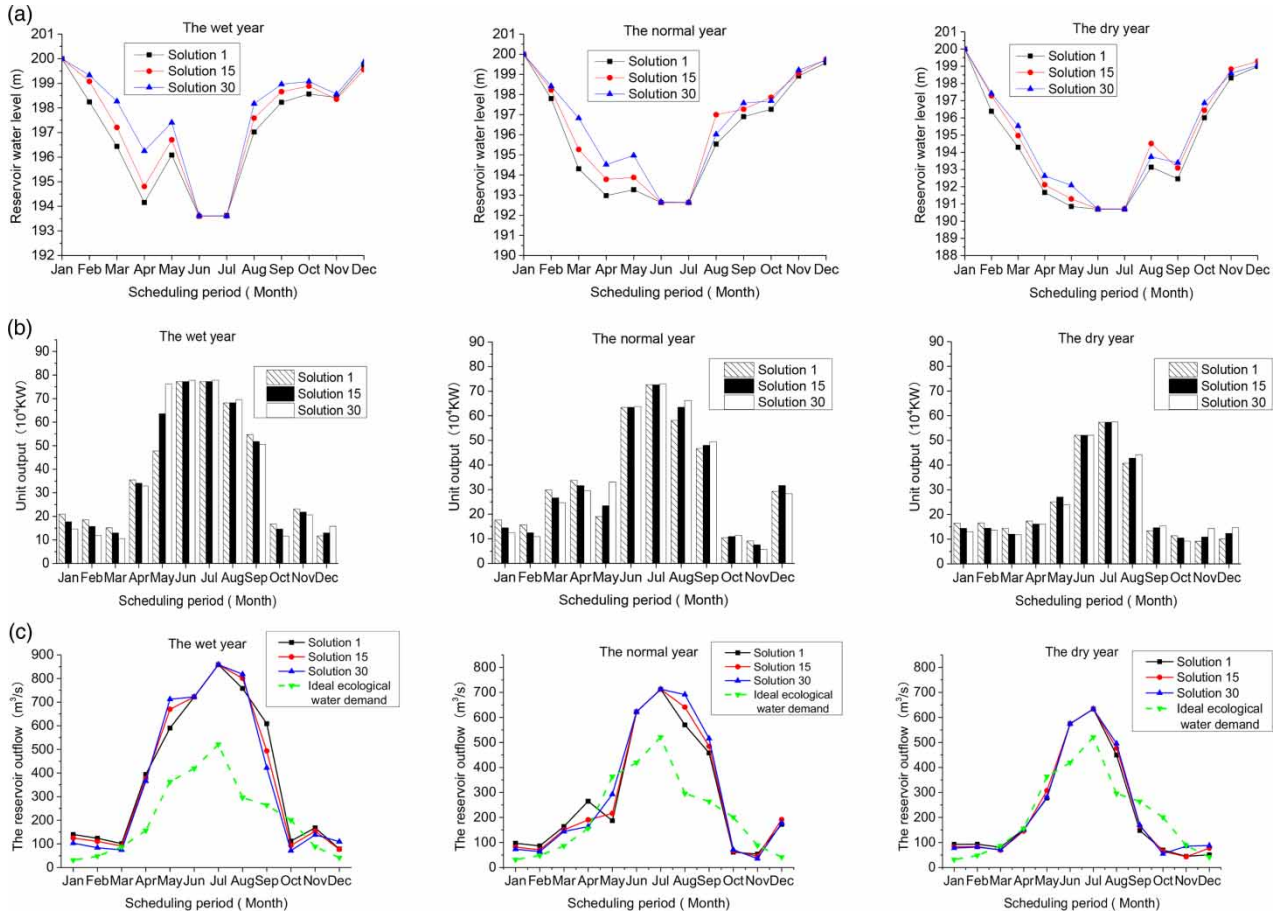 (a)
The wet year
Solution 1
Solution 15
Solution 30
Reservoir water level (m)
201
200
199
198
197
196
195
194
193
192
Jan Feb Mar Apr May Jun Jul Aug Sep Oct Nov Dec
Scheduling period ( Month)
The normal year
Solution 1
Solution 15
Solution 30
Reservoir water level (m)
201
200
199
198
197
196
195
194
193
192
191
190
Jan Feb Mar Apr May Jun Jul Aug Sep Oct Nov Dec
Scheduling period ( Month)
The dry year
Solution 1
Solution 15
Solution 30
Reservoir water level (m)
201
200
199
198
197
196
195
194
193
192
191
190
189
188
Jan Feb Mar Apr May Jun Jul Aug Sep Oct Nov Dec
Scheduling period ( Month)
(b)
The wet year
Solution 1
Solution 15
Solution 30
Unit output (10⁴KW)
90
80
70
60
50
40
30
20
10
0
Jan Feb Mar Apr May Jun Jul Aug Sep Oct Nov Dec
Scheduling period ( Month)
The normal year
Solution 1
Solution 15
Solution 30
Unit output (10⁴KW)
90
80
70
60
50
40
30
20
10
0
Jan Feb Mar Apr May Jun Jul Aug Sep Oct Nov Dec
Scheduling period ( Month)
The dry year
Solution 1
Solution 15
Solution 30
Unit output (10⁴KW)
90
80
70
60
50
40
30
20
10
0
Jan Feb Mar Apr May Jun Jul Aug Sep Oct Nov Dec
Scheduling period ( Month)
(c)
The wet year
Solution 1
Solution 15
Solution 30
Ideal ecological
water demand
The reservoir outflow (m³/s)
900
800
700
600
500
400
300
200
100
0
Jan Feb Mar Apr May Jun Jul Aug Sep Oct Nov Dec
Scheduling period ( Month)
The normal year
Solution 1
Solution 15
Solution 30
Ideal ecological
water demand
The reservoir outflow (m³/s)
800
700
600
500
400
300
200
100
0
Jan Feb Mar Apr May Jun Jul Aug Sep Oct Nov Dec
Scheduling period ( Month)
The dry year
Solution 1
Solution 15
Solution 30
Ideal ecological
water demand
The reservoir outflow (m³/s)
800
700
600
500
400
300
200
100
0
Jan Feb Mar Apr May Jun Jul Aug Sep Oct Nov Dec
Scheduling period ( Month)